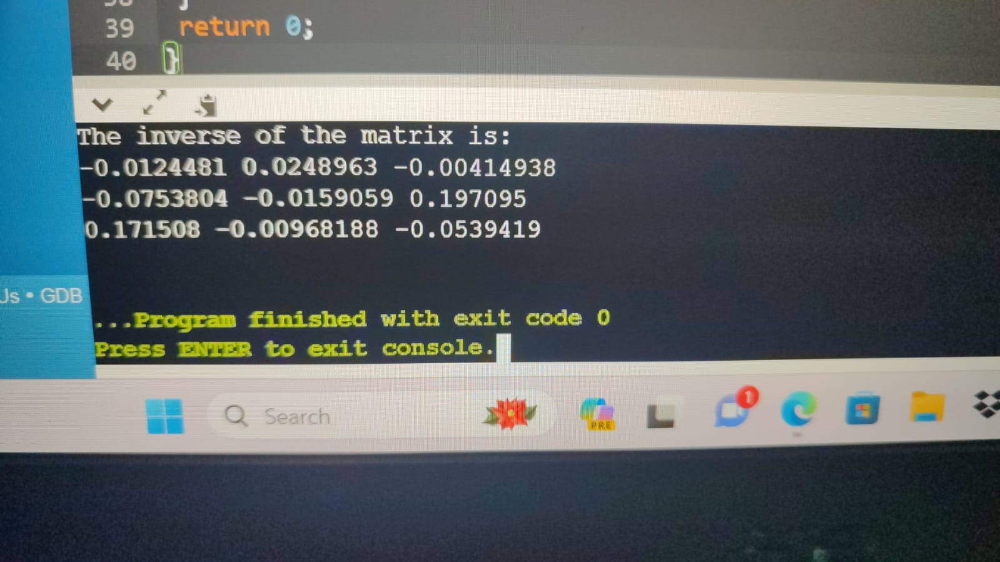 39 return 0;
40 }
The inverse of the matrix is:
-0.0124481 0.0248963 -0.00414938
-0.0753804 -0.0159059 0.197095
0.171508 -0.00968188 -0.0539419
Us • GDB
...Program finished with exit code 0
Press ENTER to exit console.
Search
PRE
1